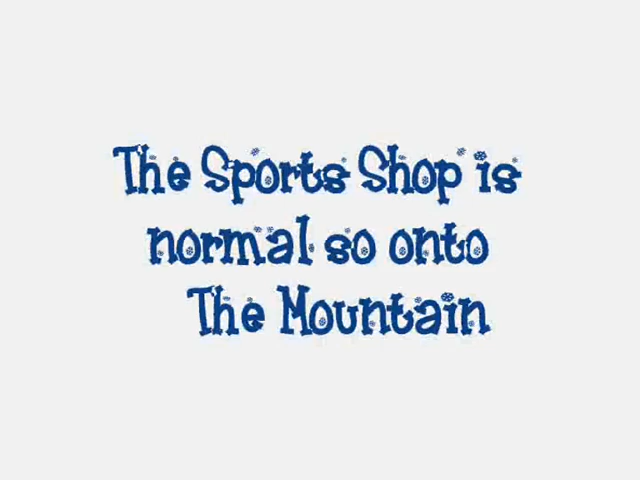 The Sports Shop is
normal so onto
The Mountain